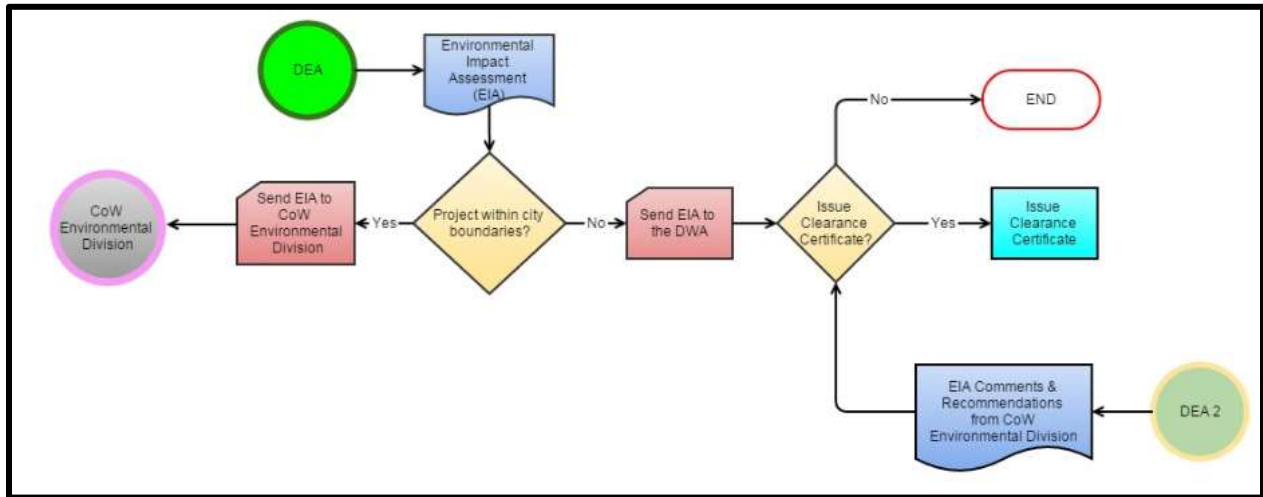 DEA
Environmental
Impact
Assessment
(EIA)
No
END
CoW
Environmental
Division
Send EIA to
CoW
Environmental
Division
Yes
Project within city
boundaries?
No
Send EIA to
the DWA
Issue
Clearance
Certificate?
Yes
Issue
Clearance
Certificate
EIA Comments &
Recommendations
from CoW
Environmental Division
DEA 2